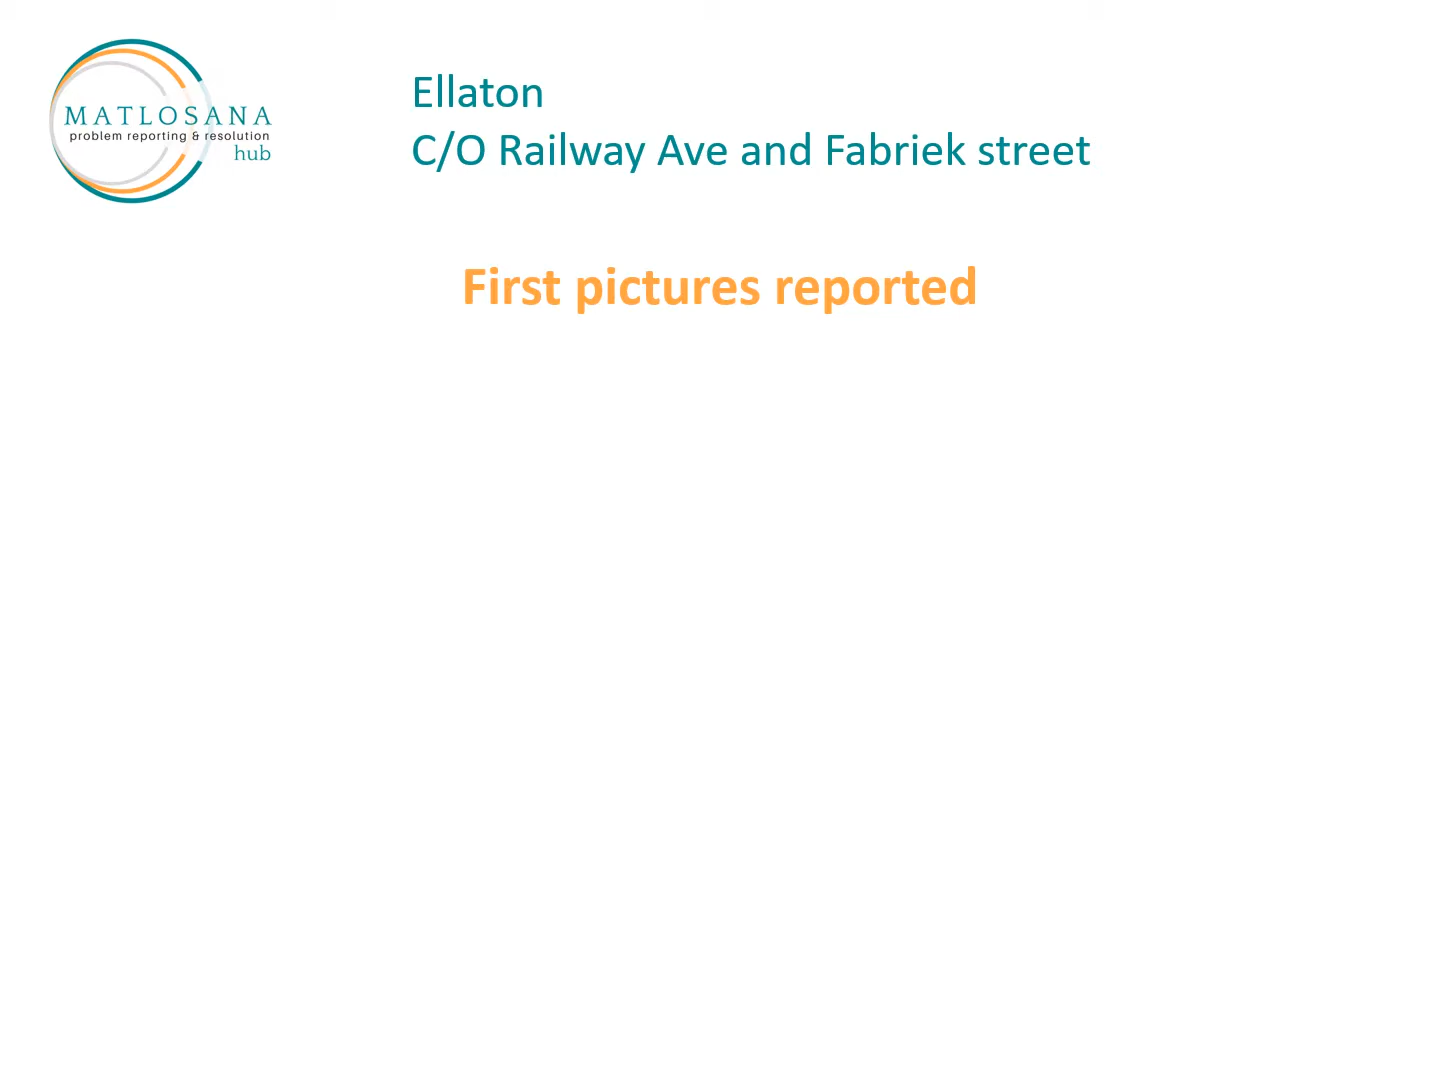 MATLOSANA
problem reporting & resolution
hub
Ellaton
C/O Railway Ave and Fabriek street
First pictures reported